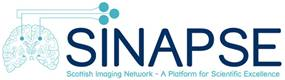 SINAPSE
Scottish Imaging Network - A Platform for Scientific Excellence